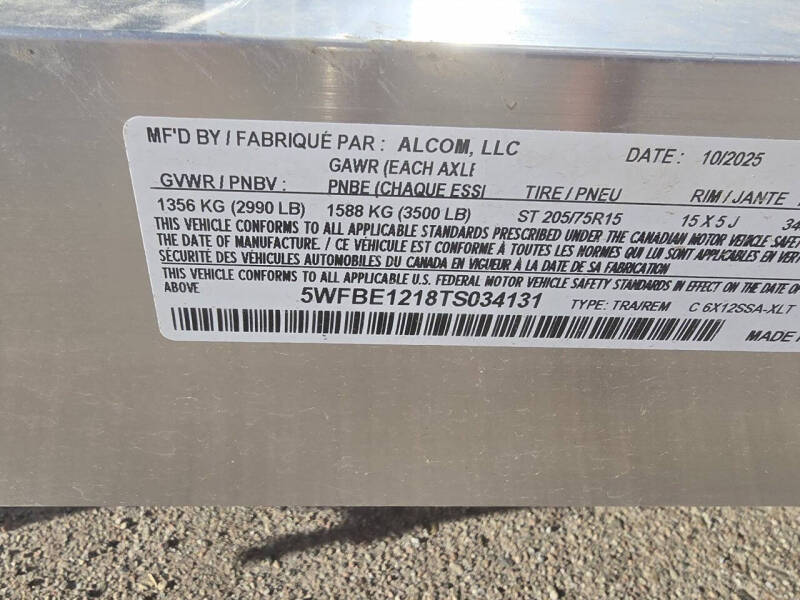 MF'D BY / FABRIQUÉ PAR : ALCOM, LLC DATE : 10/2025
GVWR / PNBV : GAWR (EACH AXLE PNBE (CHAQUE ESSI TIRE / PNEU RIM / JANTE
1356 KG (2990 LB) 1588 KG (3500 LB) ST 205/75R15 15 X 5 J 34
THIS VEHICLE CONFORMS TO ALL APPLICABLE STANDARDS PRESCRIBED UNDER THE CANADIAN MOTOR VEHICLE SAFET
THE DATE OF MANUFACTURE. / CE VÉHICULE EST CONFORME À TOUTES LES NORMES QUI LUI SONT APPLICABLES EN VERT
SÉCURITÉ DES VÉHICULES AUTOMOBILES DU CANADA EN VIGUEUR À LA DATE DE SA FABRICATION
THIS VEHICLE CONFORMS TO ALL APPLICABLE U.S. FEDERAL MOTOR VEHICLE SAFETY STANDARDS IN EFFECT ON
ABOVE
5WFBE1218TS034131 TYPE: TRA/REM C 6X12SSA-XLT
MADE